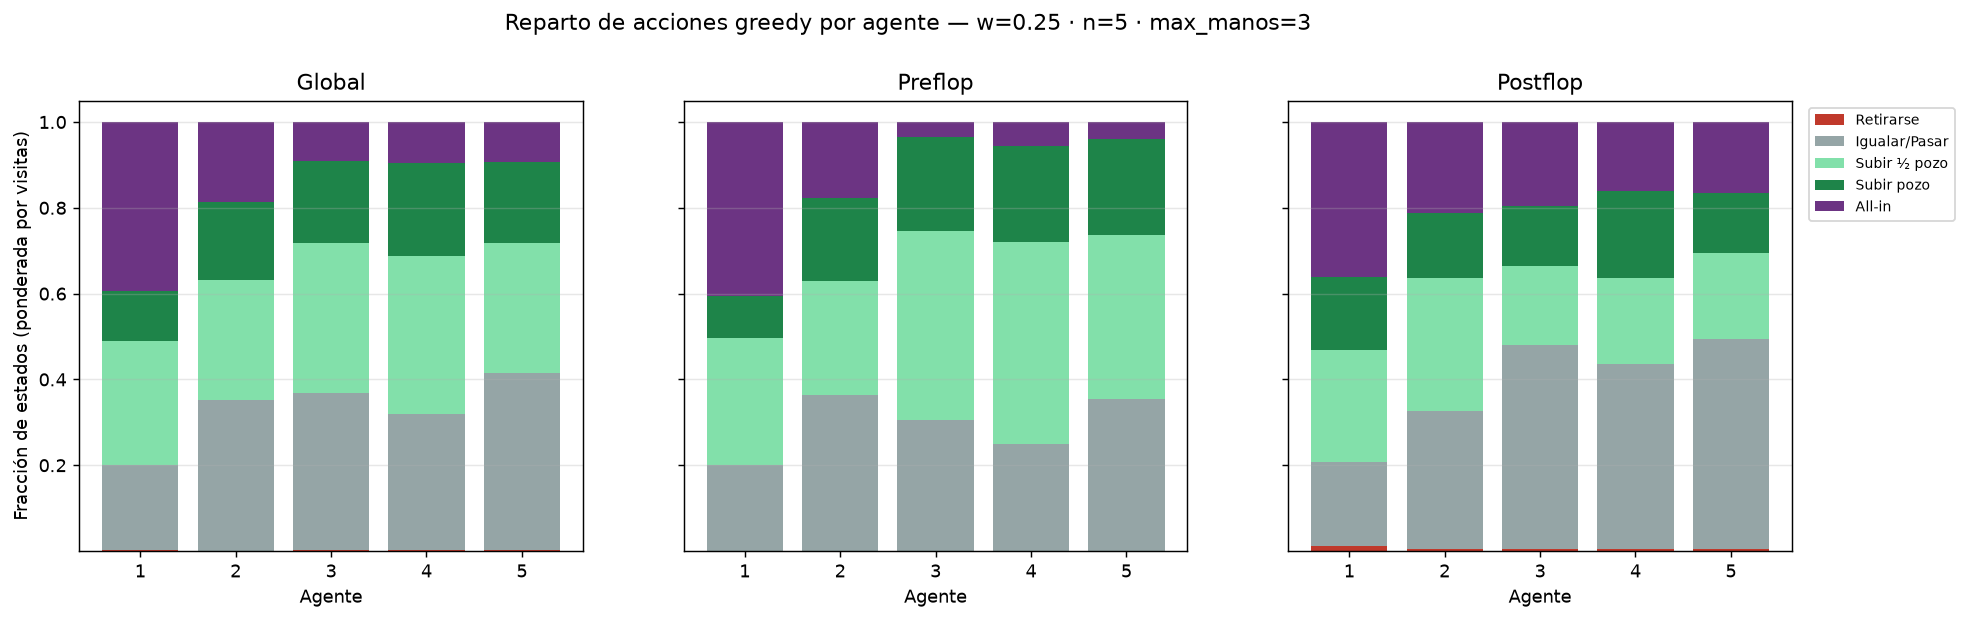 Reparto de acciones greedy por agente — w=0.25 · n=5 · max_manos=3
Global
Preflop
Postflop
Fracción de estados (ponderada por visitas)
1.0
0.8
0.6
0.4
0.2
1 2 3 4 5
Agente
1 2 3 4 5
Agente
1 2 3 4 5
Agente
Retirarse
Igualar/Pasar
Subir ½ pozo
Subir pozo
All-in